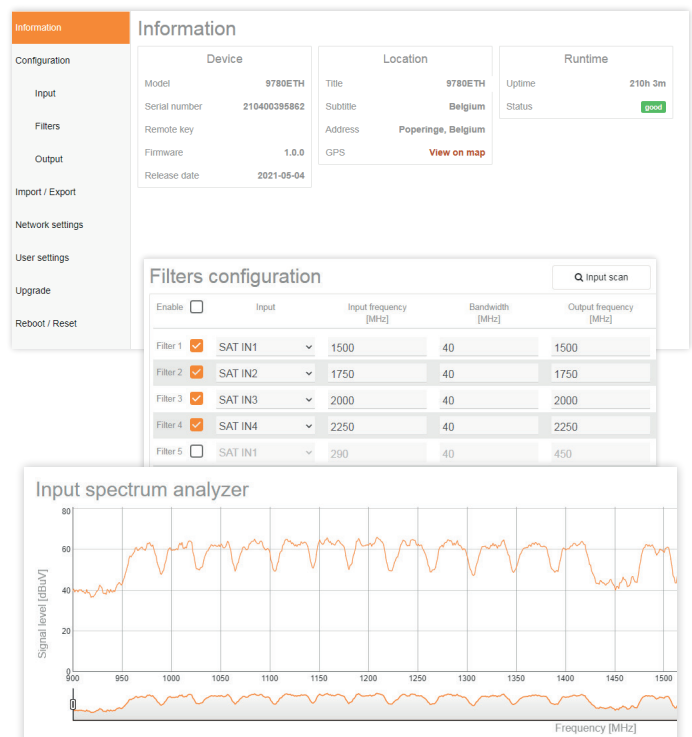 Information
Configuration
Input
Filters
Output
Import / Export
Network settings
User settings
Upgrade
Reboot / Reset
Information
Device
Model 9780ETH
Serial number 210400395862
Remote key
Firmware 1.0.0
Release date 2021-05-04
Location
Title 9780ETH
Subtitle Belgium
Address Poperinge, Belgium
GPS View on map
Runtime
Uptime 210h 3m
Status good
Filters configuration
Input scan
Enable Input Input frequency [MHz] Bandwidth [MHz] Output frequency [MHz]
Filter 1 SAT IN1 1500 40 1500
Filter 2 SAT IN2 1750 40 1750
Filter 3 SAT IN3 2000 40 2000
Filter 4 SAT IN4 2250 40 2250
Filter 5 SAT IN1 290 40 450
Input spectrum analyzer
Signal level [dBuV]
80
60
40
20
0
900 950 1000 1050 1100 1150 1200 1250 1300 1350 1400 1450 1500
Frequency [MHz]